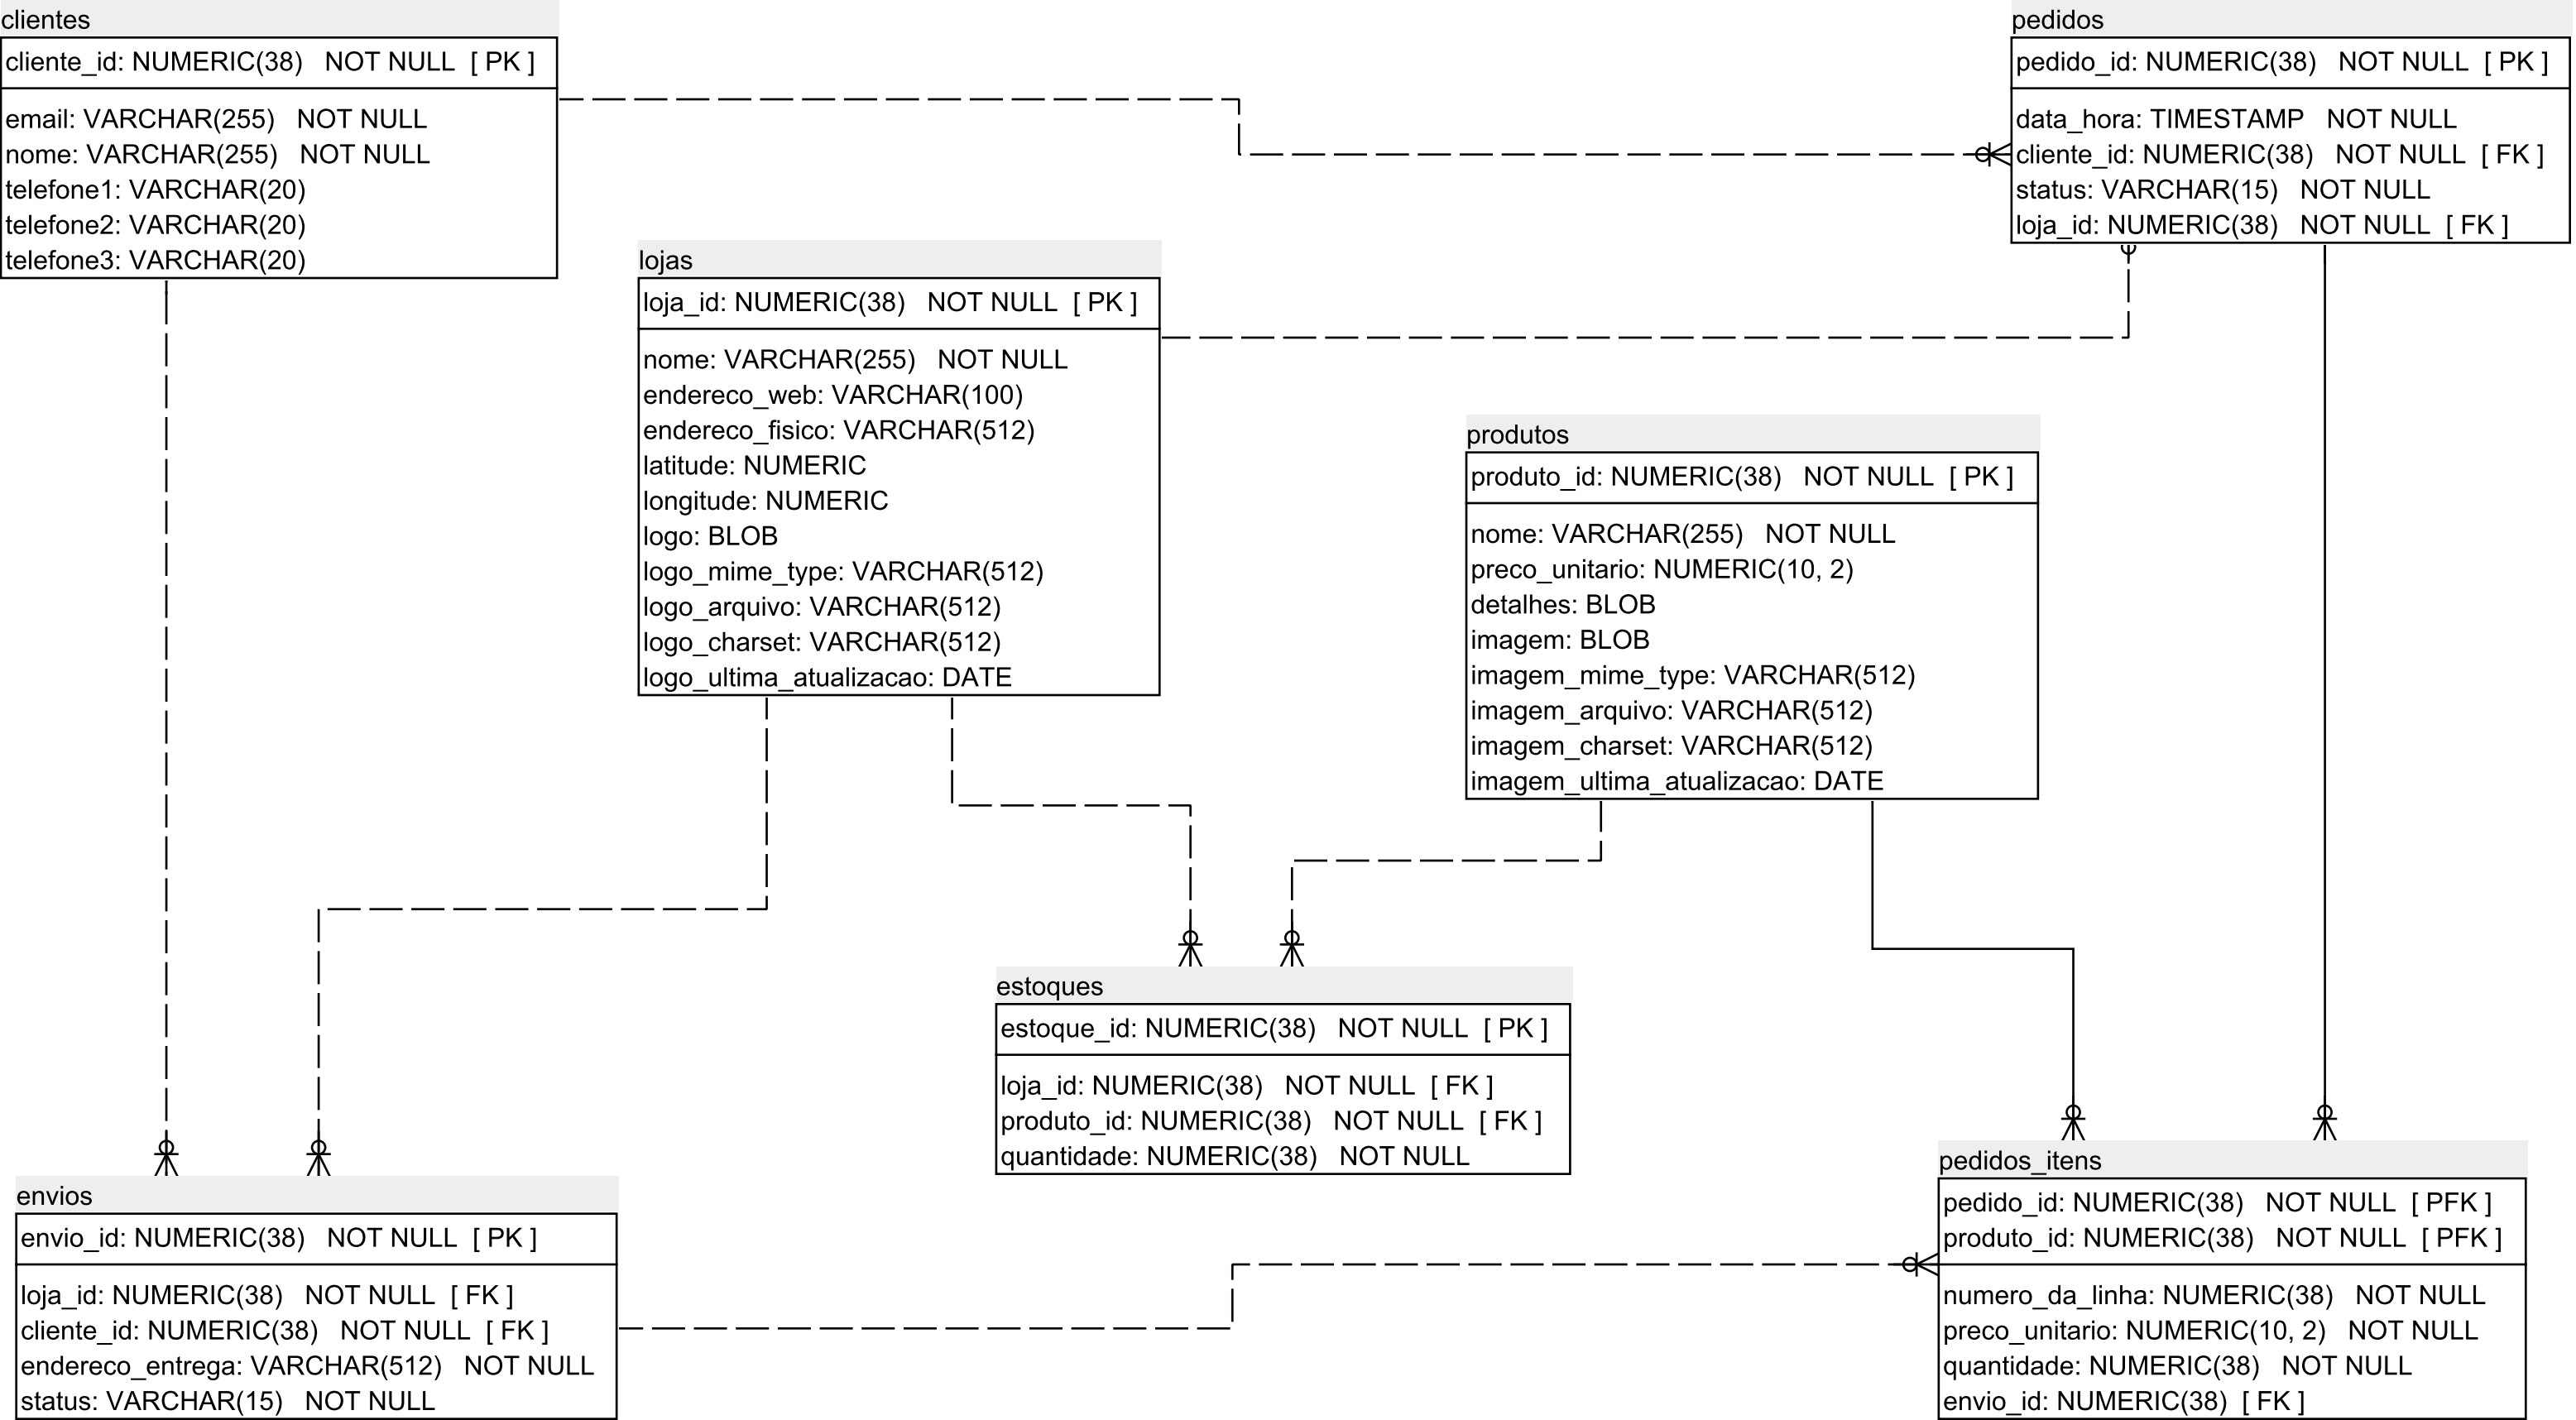 clientes
cliente_id: NUMERIC(38) NOT NULL [ PK ]
email: VARCHAR(255) NOT NULL
nome: VARCHAR(255) NOT NULL
telefone1: VARCHAR(20)
telefone2: VARCHAR(20)
telefone3: VARCHAR(20)
pedidos
pedido_id: NUMERIC(38) NOT NULL [ PK ]
data_hora: TIMESTAMP NOT NULL
cliente_id: NUMERIC(38) NOT NULL [ FK ]
status: VARCHAR(15) NOT NULL
loja_id: NUMERIC(38) NOT NULL [ FK ]
lojas
loja_id: NUMERIC(38) NOT NULL [ PK ]
nome: VARCHAR(255) NOT NULL
endereco_web: VARCHAR(100)
endereco_fisico: VARCHAR(512)
latitude: NUMERIC
longitude: NUMERIC
logo: BLOB
logo_mime_type: VARCHAR(512)
logo_arquivo: VARCHAR(512)
logo_charset: VARCHAR(512)
logo_ultima_atualizacao: DATE
produtos
produto_id: NUMERIC(38) NOT NULL [ PK ]
nome: VARCHAR(255) NOT NULL
preco_unitario: NUMERIC(10, 2)
detalhes: BLOB
imagem: BLOB
imagem_mime_type: VARCHAR(512)
imagem_arquivo: VARCHAR(512)
imagem_charset: VARCHAR(512)
imagem_ultima_atualizacao: DATE
estoques
estoque_id: NUMERIC(38) NOT NULL [ PK ]
loja_id: NUMERIC(38) NOT NULL [ FK ]
produto_id: NUMERIC(38) NOT NULL [ FK ]
quantidade: NUMERIC(38) NOT NULL
envios
envio_id: NUMERIC(38) NOT NULL [ PK ]
loja_id: NUMERIC(38) NOT NULL [ FK ]
cliente_id: NUMERIC(38) NOT NULL [ FK ]
endereco_entrega: VARCHAR(512) NOT NULL
status: VARCHAR(15) NOT NULL
pedidos_itens
pedido_id: NUMERIC(38) NOT NULL [ PFK ]
produto_id: NUMERIC(38) NOT NULL [ PFK ]
numero_da_linha: NUMERIC(38) NOT NULL
preco_unitario: NUMERIC(10, 2) NOT NULL
quantidade: NUMERIC(38) NOT NULL
envio_id: NUMERIC(38) [ FK ]